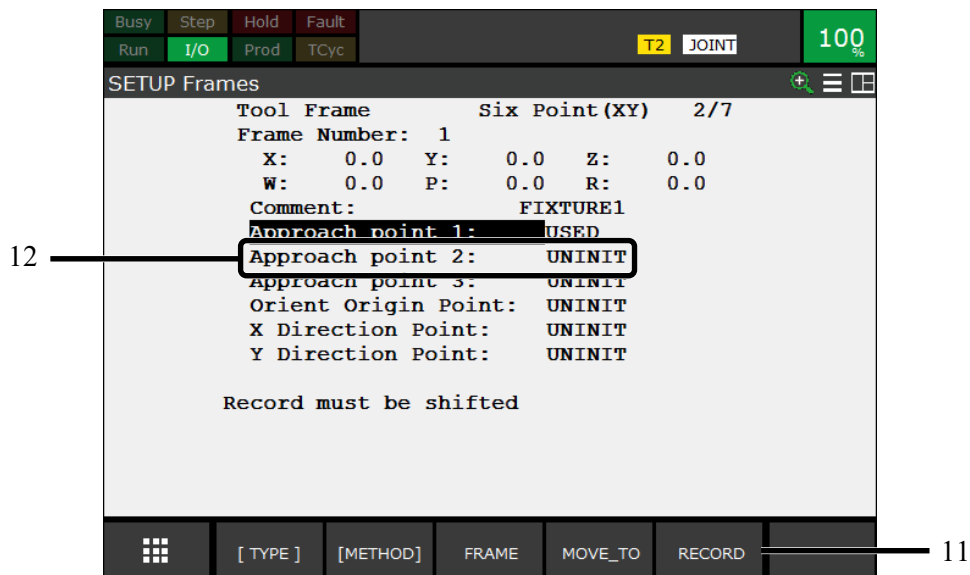 Busy Step Hold Fault
Run I/O Prod TCyc T2 JOINT 100%
SETUP Frames
Tool Frame Six Point(XY) 2/7
Frame Number: 1
X: 0.0 Y: 0.0 Z: 0.0
W: 0.0 P: 0.0 R: 0.0
Comment: FIXTURE1
Approach point 1: USED
12 Approach point 2: UNINIT
Approach point 3: UNINIT
Orient Origin Point: UNINIT
X Direction Point: UNINIT
Y Direction Point: UNINIT
Record must be shifted
[ TYPE ] [METHOD] FRAME MOVE_TO RECORD 11